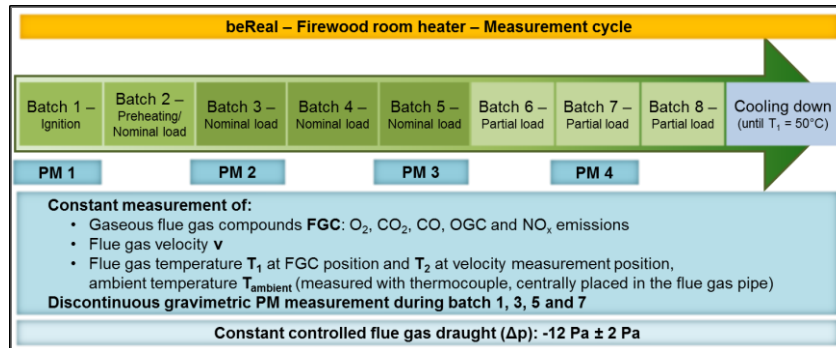 beReal – Firewood room heater – Measurement cycle
Batch 1 –
Ignition
Batch 2 –
Preheating/
Nominal load
Batch 3 –
Nominal load
Batch 4 –
Nominal load
Batch 5 –
Nominal load
Batch 6 –
Partial load
Batch 7 –
Partial load
Batch 8 –
Partial load
Cooling down
(until T₁ = 50°C)
PM 1
PM 2
PM 3
PM 4
Constant measurement of:
• Gaseous flue gas compounds FGC: O₂, CO₂, CO, OGC and NOₓ emissions
• Flue gas velocity v
• Flue gas temperature T₁ at FGC position and T₂ at velocity measurement position,
ambient temperature Tambient (measured with thermocouple, centrally placed in the flue gas pipe)
Discontinuous gravimetric PM measurement during batch 1, 3, 5 and 7
Constant controlled flue gas draught (Δp): -12 Pa ± 2 Pa